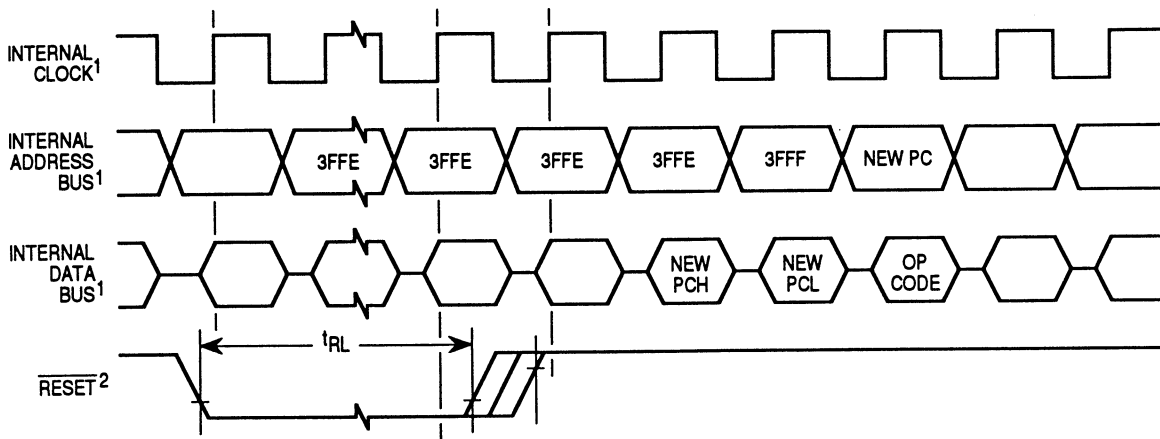 INTERNAL
CLOCK¹
INTERNAL
ADDRESS
BUS¹
3FFE
3FFE
3FFE
3FFE
3FFF
NEW PC
INTERNAL
DATA
BUS¹
NEW
PCH
NEW
PCL
OP
CODE
tRL
RESET²